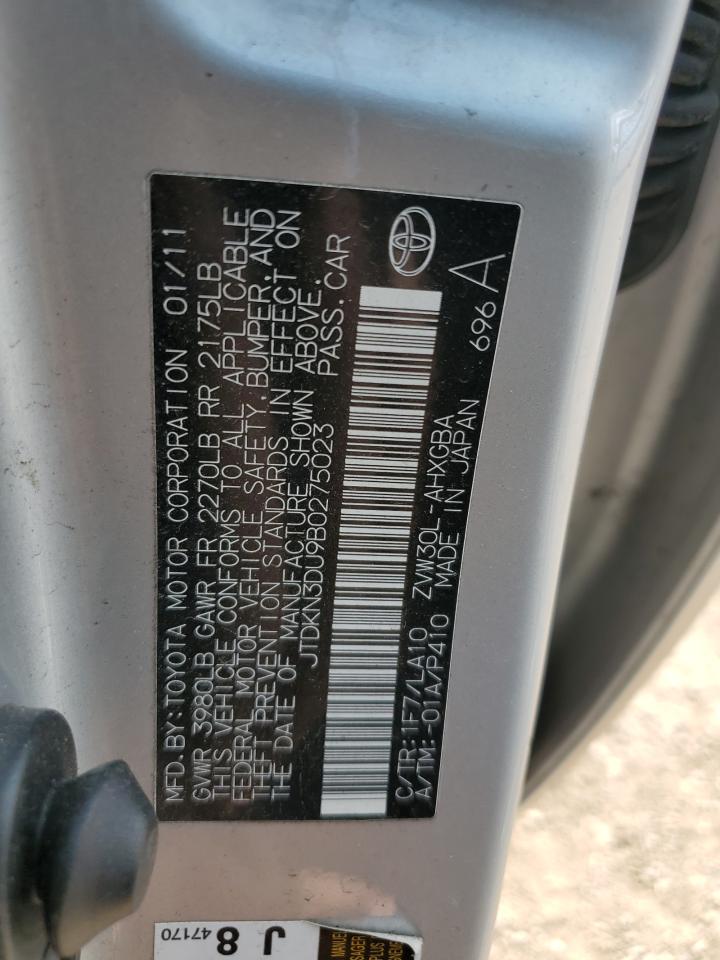 MFD.BY:TOYOTA MOTOR CORPORATION 01/11
GVWR 3980LB GAWR FR 2270LB RR 2175LB
THIS VEHICLE CONFORMS TO ALL APPLICABLE
FEDERAL MOTOR VEHICLE SAFETY,BUMPER,AND
THEFT PREVENTION STANDARDS IN EFFECT ON
THE DATE OF MANUFACTURE SHOWN ABOVE.
JTDKN3DU9B0275023 PASS.CAR
C/TR:1F7/LA10 ZVW30L-AHXGBA
A/TM:-01A/P410 MADE IN JAPAN 696 A
J8
47170
MANUEL